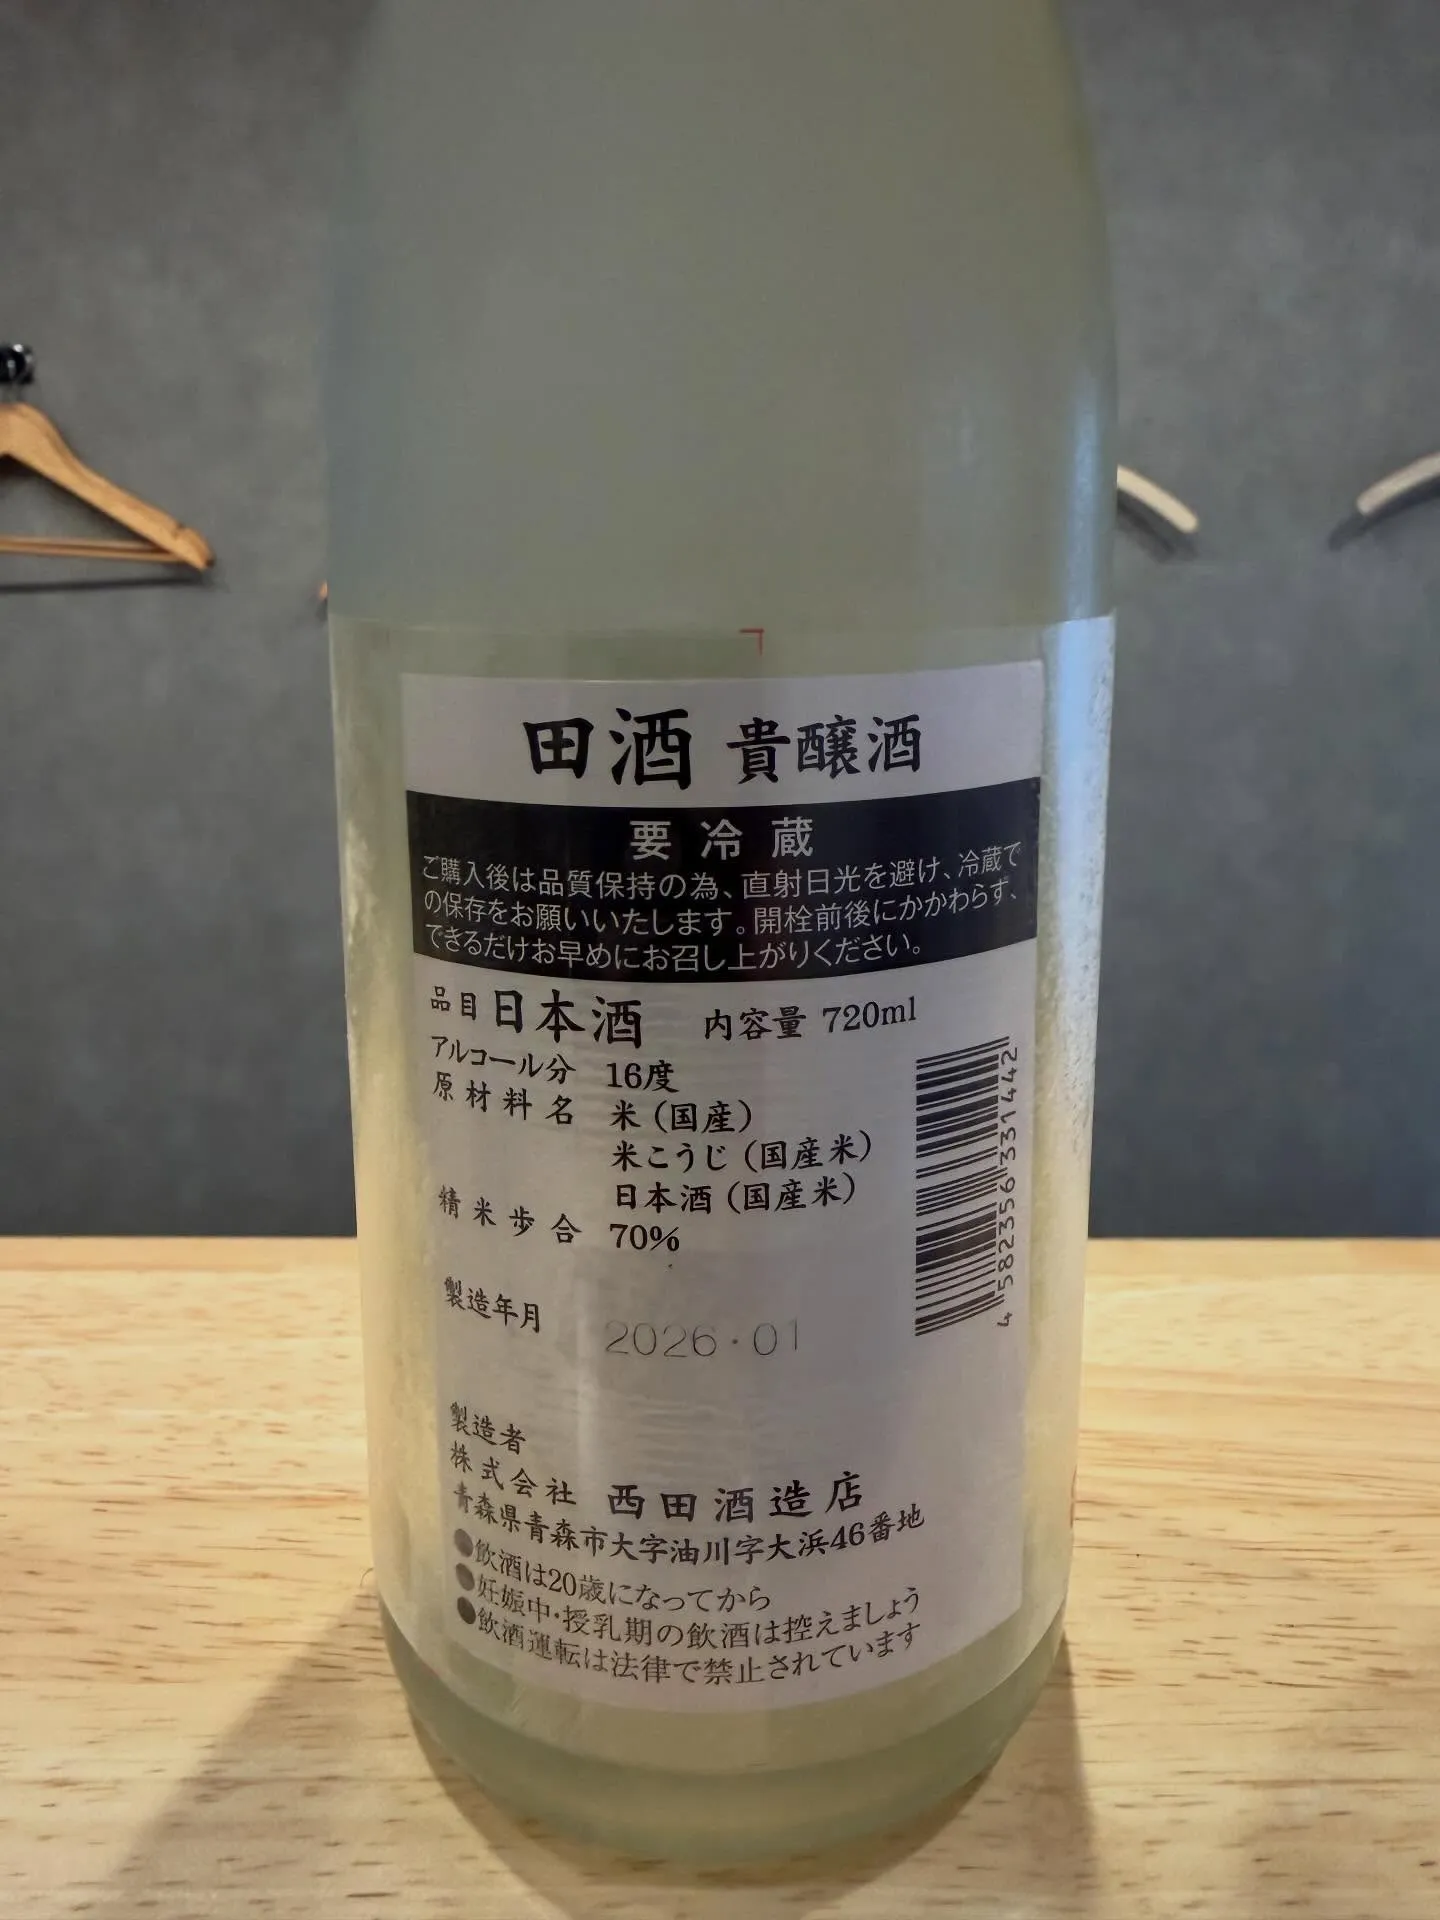 田酒 貴醸酒
要冷蔵
ご購入後は品質保持の為、直射日光を避け、冷蔵で
の保存をお願いいたします。開栓前後にかかわらず、
できるだけお早めにお召し上がりください。
品目 日本酒 内容量 720ml
アルコール分 16度
原材料名 米（国産）
米こうじ（国産米）
日本酒（国産米）
精米歩合 70%
製造年月 2026・01
4 582356 331442
製造者
株式会社 西田酒造店
青森県青森市大字油川字大浜46番地
●飲酒は20歳になってから
●妊娠中・授乳期の飲酒は控えましょう
●飲酒運転は法律で禁止されています